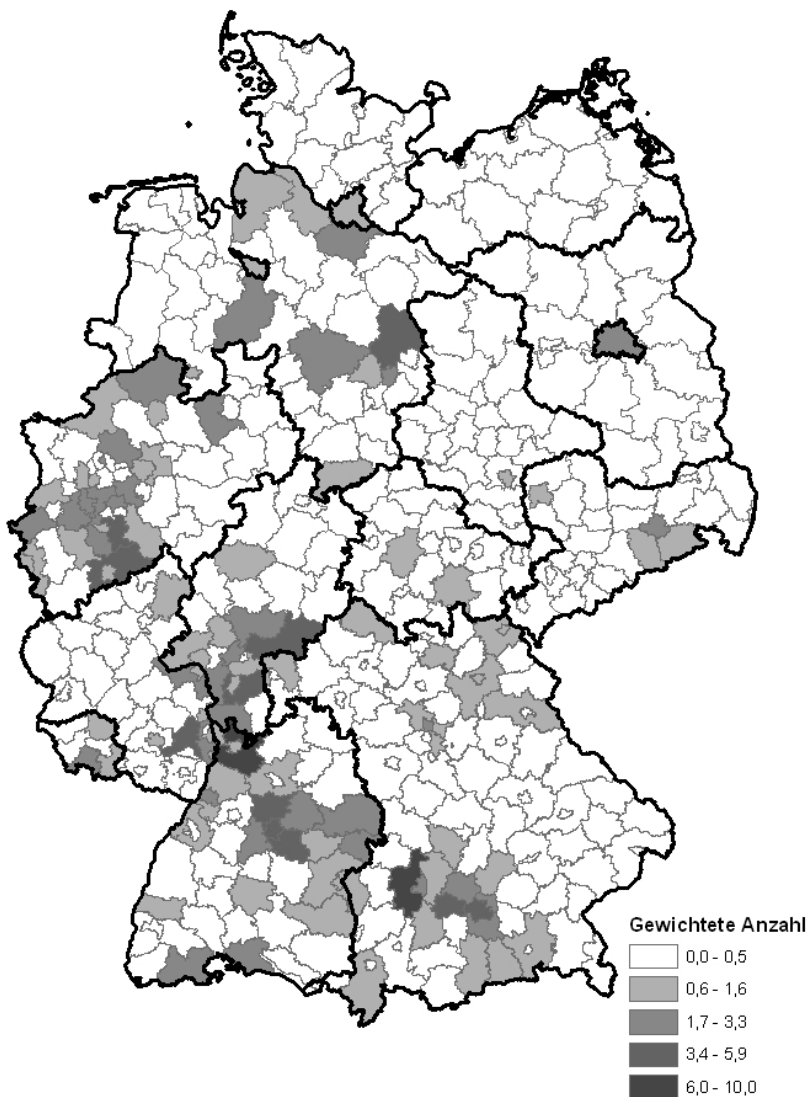 Gewichtete Anzahl
0,0 - 0,5
0,6 - 1,6
1,7 - 3,3
3,4 - 5,9
6,0 - 10,0